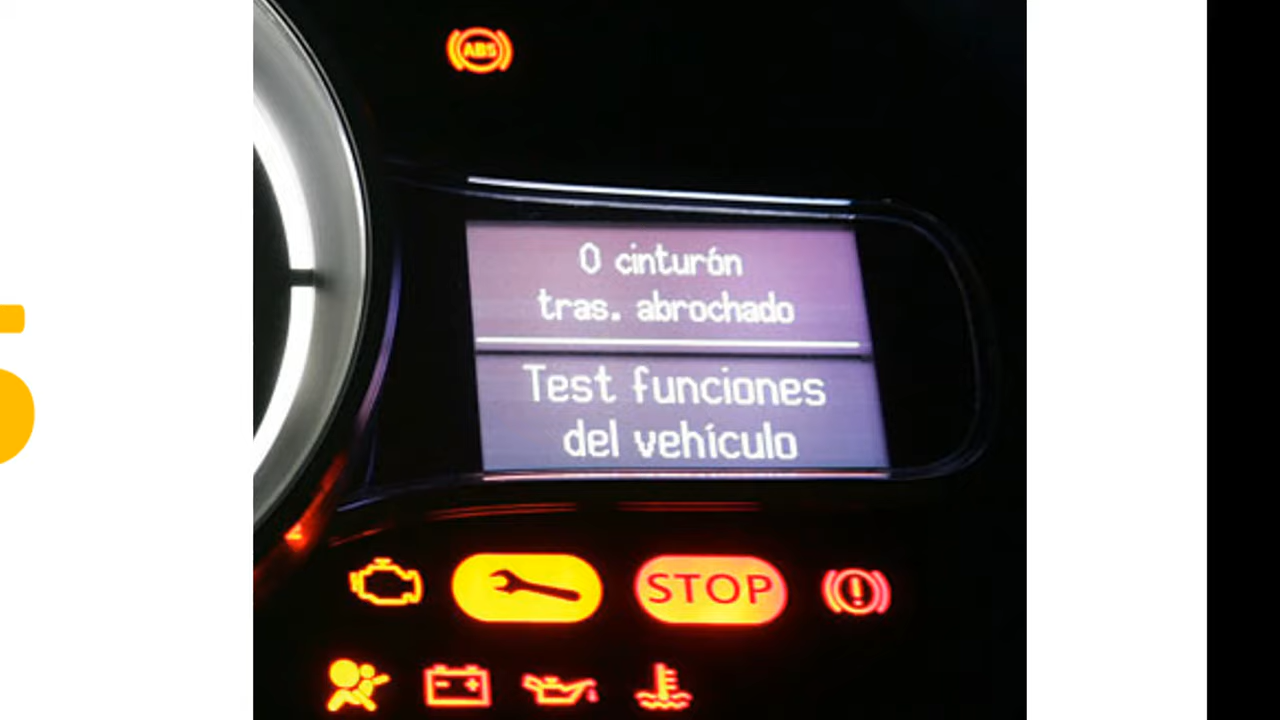 ABS
0 cinturón
tras. abrochado
Test funciones
del vehículo
STOP